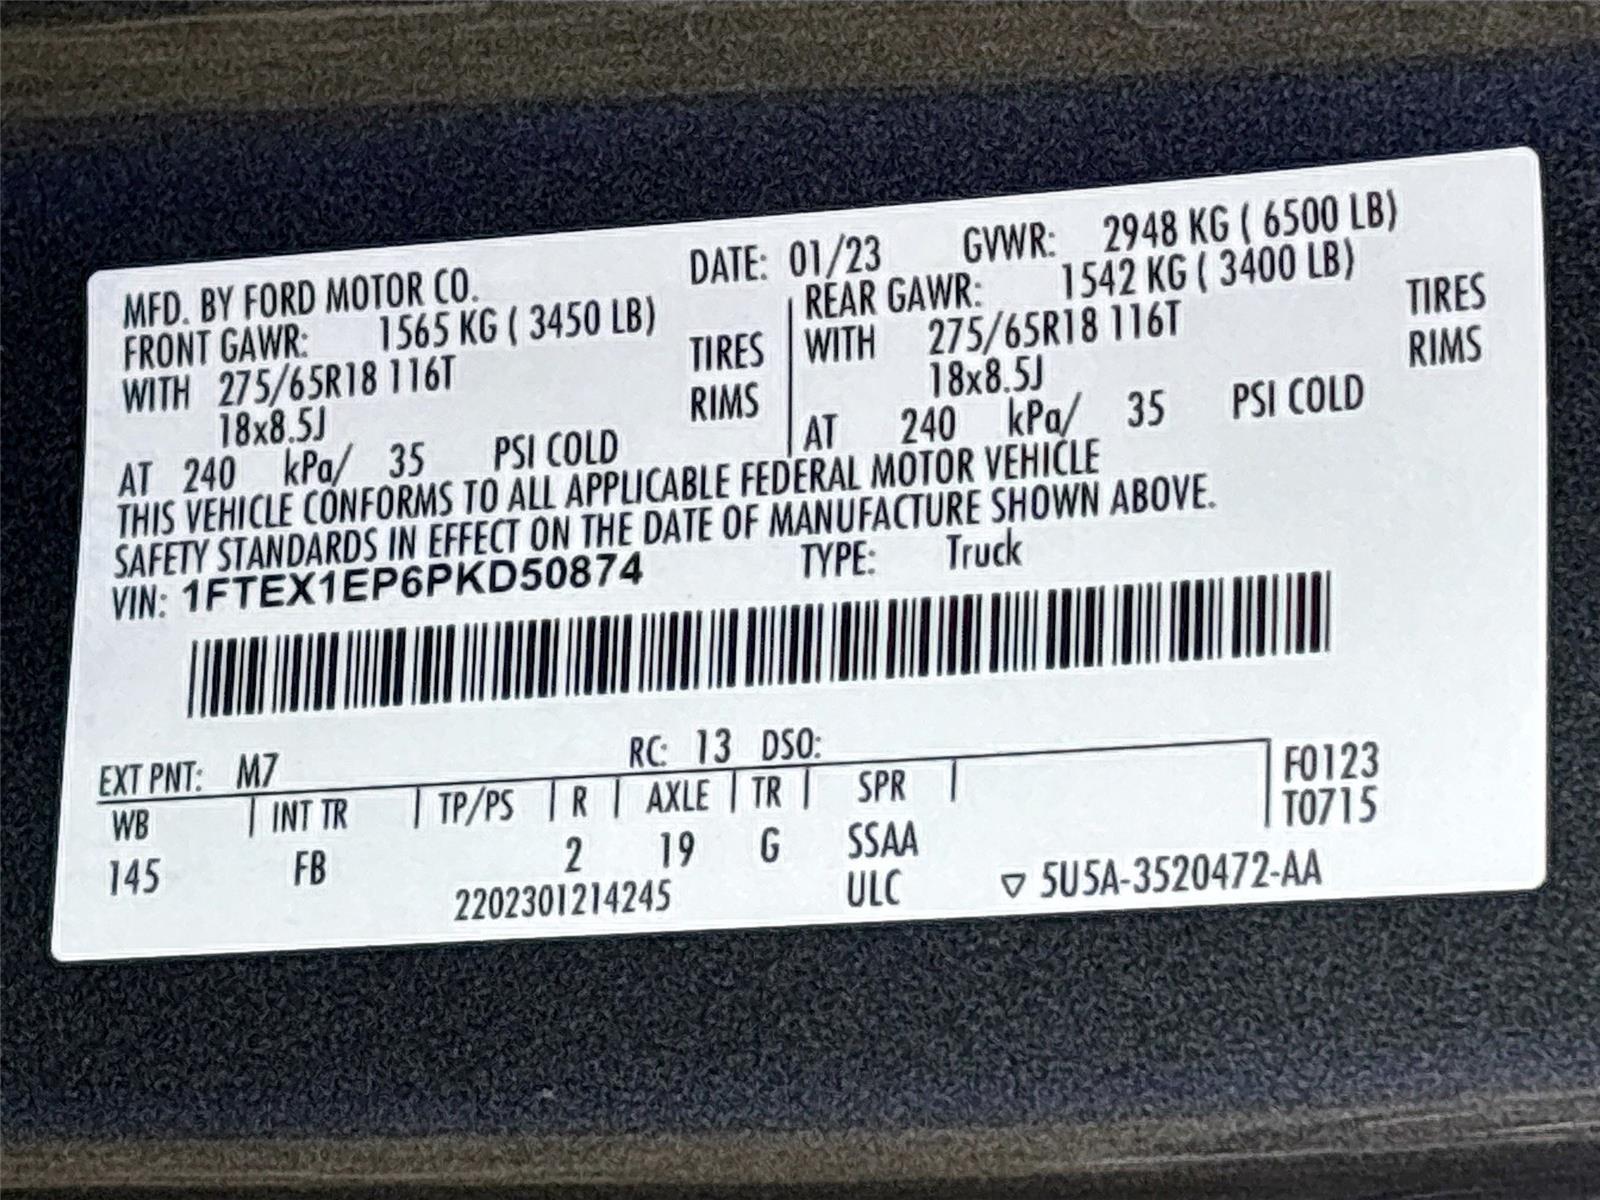 MFD. BY FORD MOTOR CO. DATE: 01/23 GVWR: 2948 KG ( 6500 LB)
FRONT GAWR: 1565 KG ( 3450 LB) REAR GAWR: 1542 KG ( 3400 LB)
WITH 275/65R18 116T TIRES WITH 275/65R18 116T TIRES
18x8.5J RIMS 18x8.5J RIMS
AT 240 kPa/ 35 PSI COLD AT 240 kPa/ 35 PSI COLD
THIS VEHICLE CONFORMS TO ALL APPLICABLE FEDERAL MOTOR VEHICLE
SAFETY STANDARDS IN EFFECT ON THE DATE OF MANUFACTURE SHOWN ABOVE.
VIN: 1FTEX1EP6PKD50874 TYPE: Truck
EXT PNT: M7 RC: 13 DSO:
WB | INT TR | TP/PS | R | AXLE | TR | SPR | F0123
T0715
145 FB 2 19 G SSAA
2202301214245 ULC ▽ 5U5A-3520472-AA